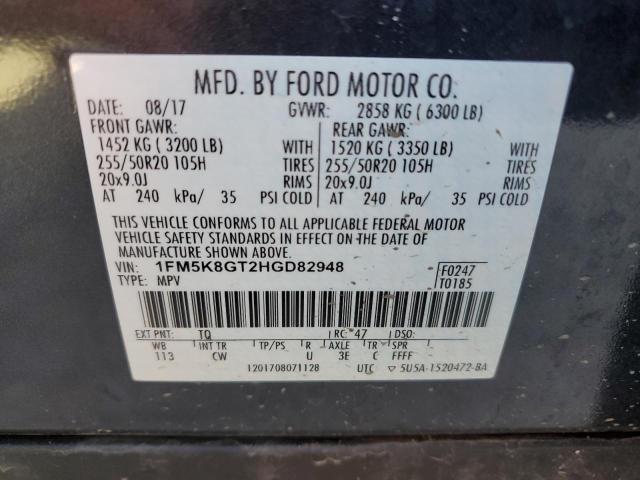 MFD. BY FORD MOTOR CO.
DATE: 08/17 GVWR: 2858 KG ( 6300 LB)
FRONT GAWR: REAR GAWR:
1452 KG ( 3200 LB) WITH 1520 KG ( 3350 LB) WITH
255/50R20 105H TIRES 255/50R20 105H TIRES
20x9.0J RIMS 20x9.0J RIMS
AT 240 kPa/ 35 PSI COLD AT 240 kPa/ 35 PSI COLD
THIS VEHICLE CONFORMS TO ALL APPLICABLE FEDERAL MOTOR
VEHICLE SAFETY STANDARDS IN EFFECT ON THE DATE OF
MANUFACTURE SHOWN ABOVE.
VIN: 1FM5K8GT2HGD82948 F0247
TYPE: MPV T0185
EXT PNT: TQ RC: 47 DSO:
WB INT TR TP/PS R AXLE TR SPR
113 CW U 3E C FFFF
1201708071128 UTC ▽ 5U5A-1520472-BA